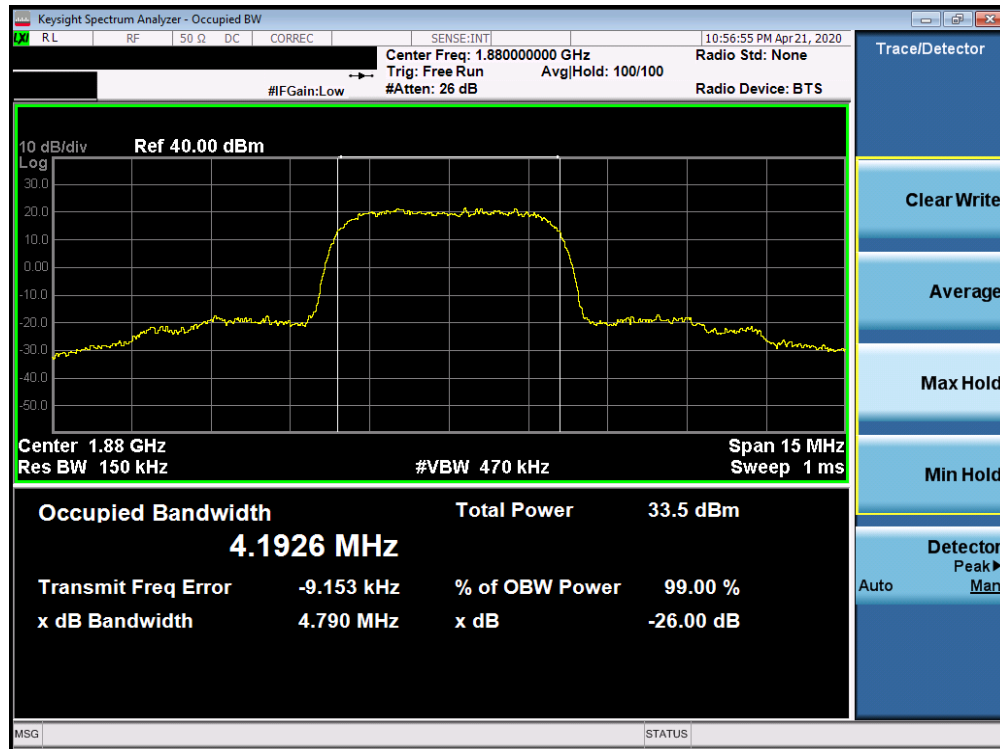 Keysight Spectrum Analyzer - Occupied BW
LXI RL RF 50 Ω DC CORREC SENSE:INT 10:56:55 PM Apr 21, 2020
Center Freq: 1.880000000 GHz Radio Std: None
Trig: Free Run Avg|Hold: 100/100
#IFGain:Low #Atten: 26 dB Radio Device: BTS
10 dB/div Ref 40.00 dBm
Log
30.0
20.0
10.0
0.00
-10.0
-20.0
-30.0
-40.0
-50.0
Center 1.88 GHz Span 15 MHz
Res BW 150 kHz #VBW 470 kHz Sweep 1 ms
Occupied Bandwidth Total Power 33.5 dBm
4.1926 MHz
Transmit Freq Error -9.153 kHz % of OBW Power 99.00 %
x dB Bandwidth 4.790 MHz x dB -26.00 dB
Trace/Detector
Clear Write
Average
Max Hold
Min Hold
Detector
Peak
Auto Man
MSG STATUS